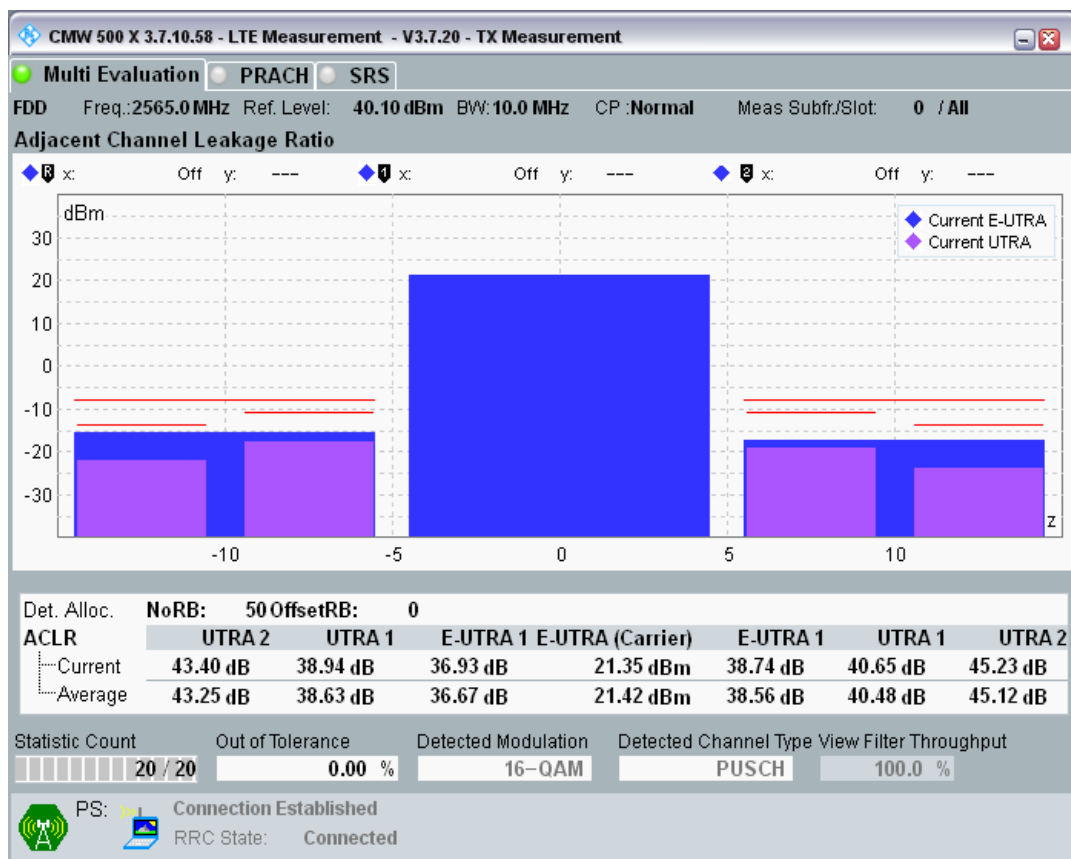 CMW 500 X 3.7.10.58 - LTE Measurement - V3.7.20 - TX Measurement
Multi Evaluation PRACH SRS
FDD Freq.:2565.0 MHz Ref. Level: 40.10 dBm BW: 10.0 MHz CP :Normal Meas Subfr./Slot: 0 / All
Adjacent Channel Leakage Ratio
R x: Off y: --- 1 x: Off y: --- 2 x: Off y: ---
dBm
Current E-UTRA
Current UTRA
30
20
10
0
-10
-20
-30
z
-10 -5 0 5 10
Det. Alloc. NoRB: 50 OffsetRB: 0
ACLR UTRA 2 UTRA 1 E-UTRA 1 E-UTRA (Carrier) E-UTRA 1 UTRA 1 UTRA 2
Current 43.40 dB 38.94 dB 36.93 dB 21.35 dBm 38.74 dB 40.65 dB 45.23 dB
Average 43.25 dB 38.63 dB 36.67 dB 21.42 dBm 38.56 dB 40.48 dB 45.12 dB
Statistic Count Out of Tolerance Detected Modulation Detected Channel Type View Filter Throughput
20 / 20 0.00 % 16-QAM PUSCH 100.0 %
PS: Connection Established
RRC State: Connected